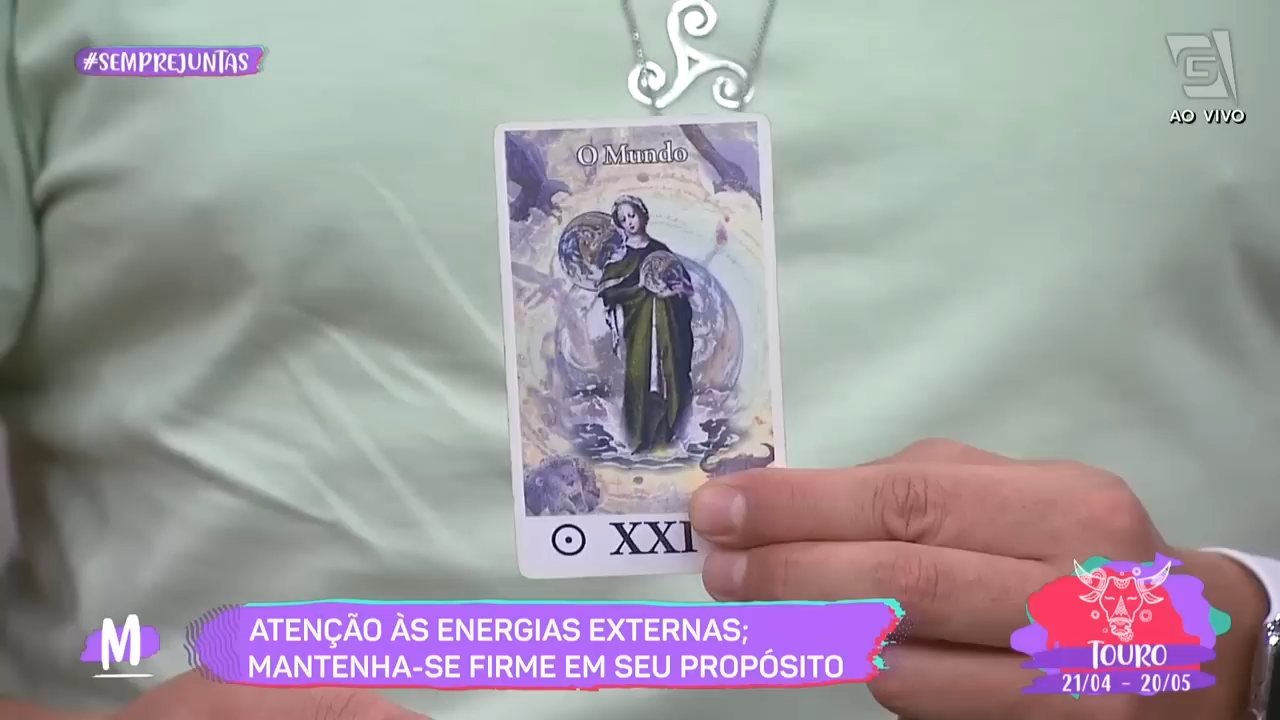 #SEMPREJUNTAS
G
AO VIVO
O Mundo
XXI
M
ATENÇÃO ÀS ENERGIAS EXTERNAS;
MANTENHA-SE FIRME EM SEU PROPÓSITO
TOURO
21/04 - 20/05